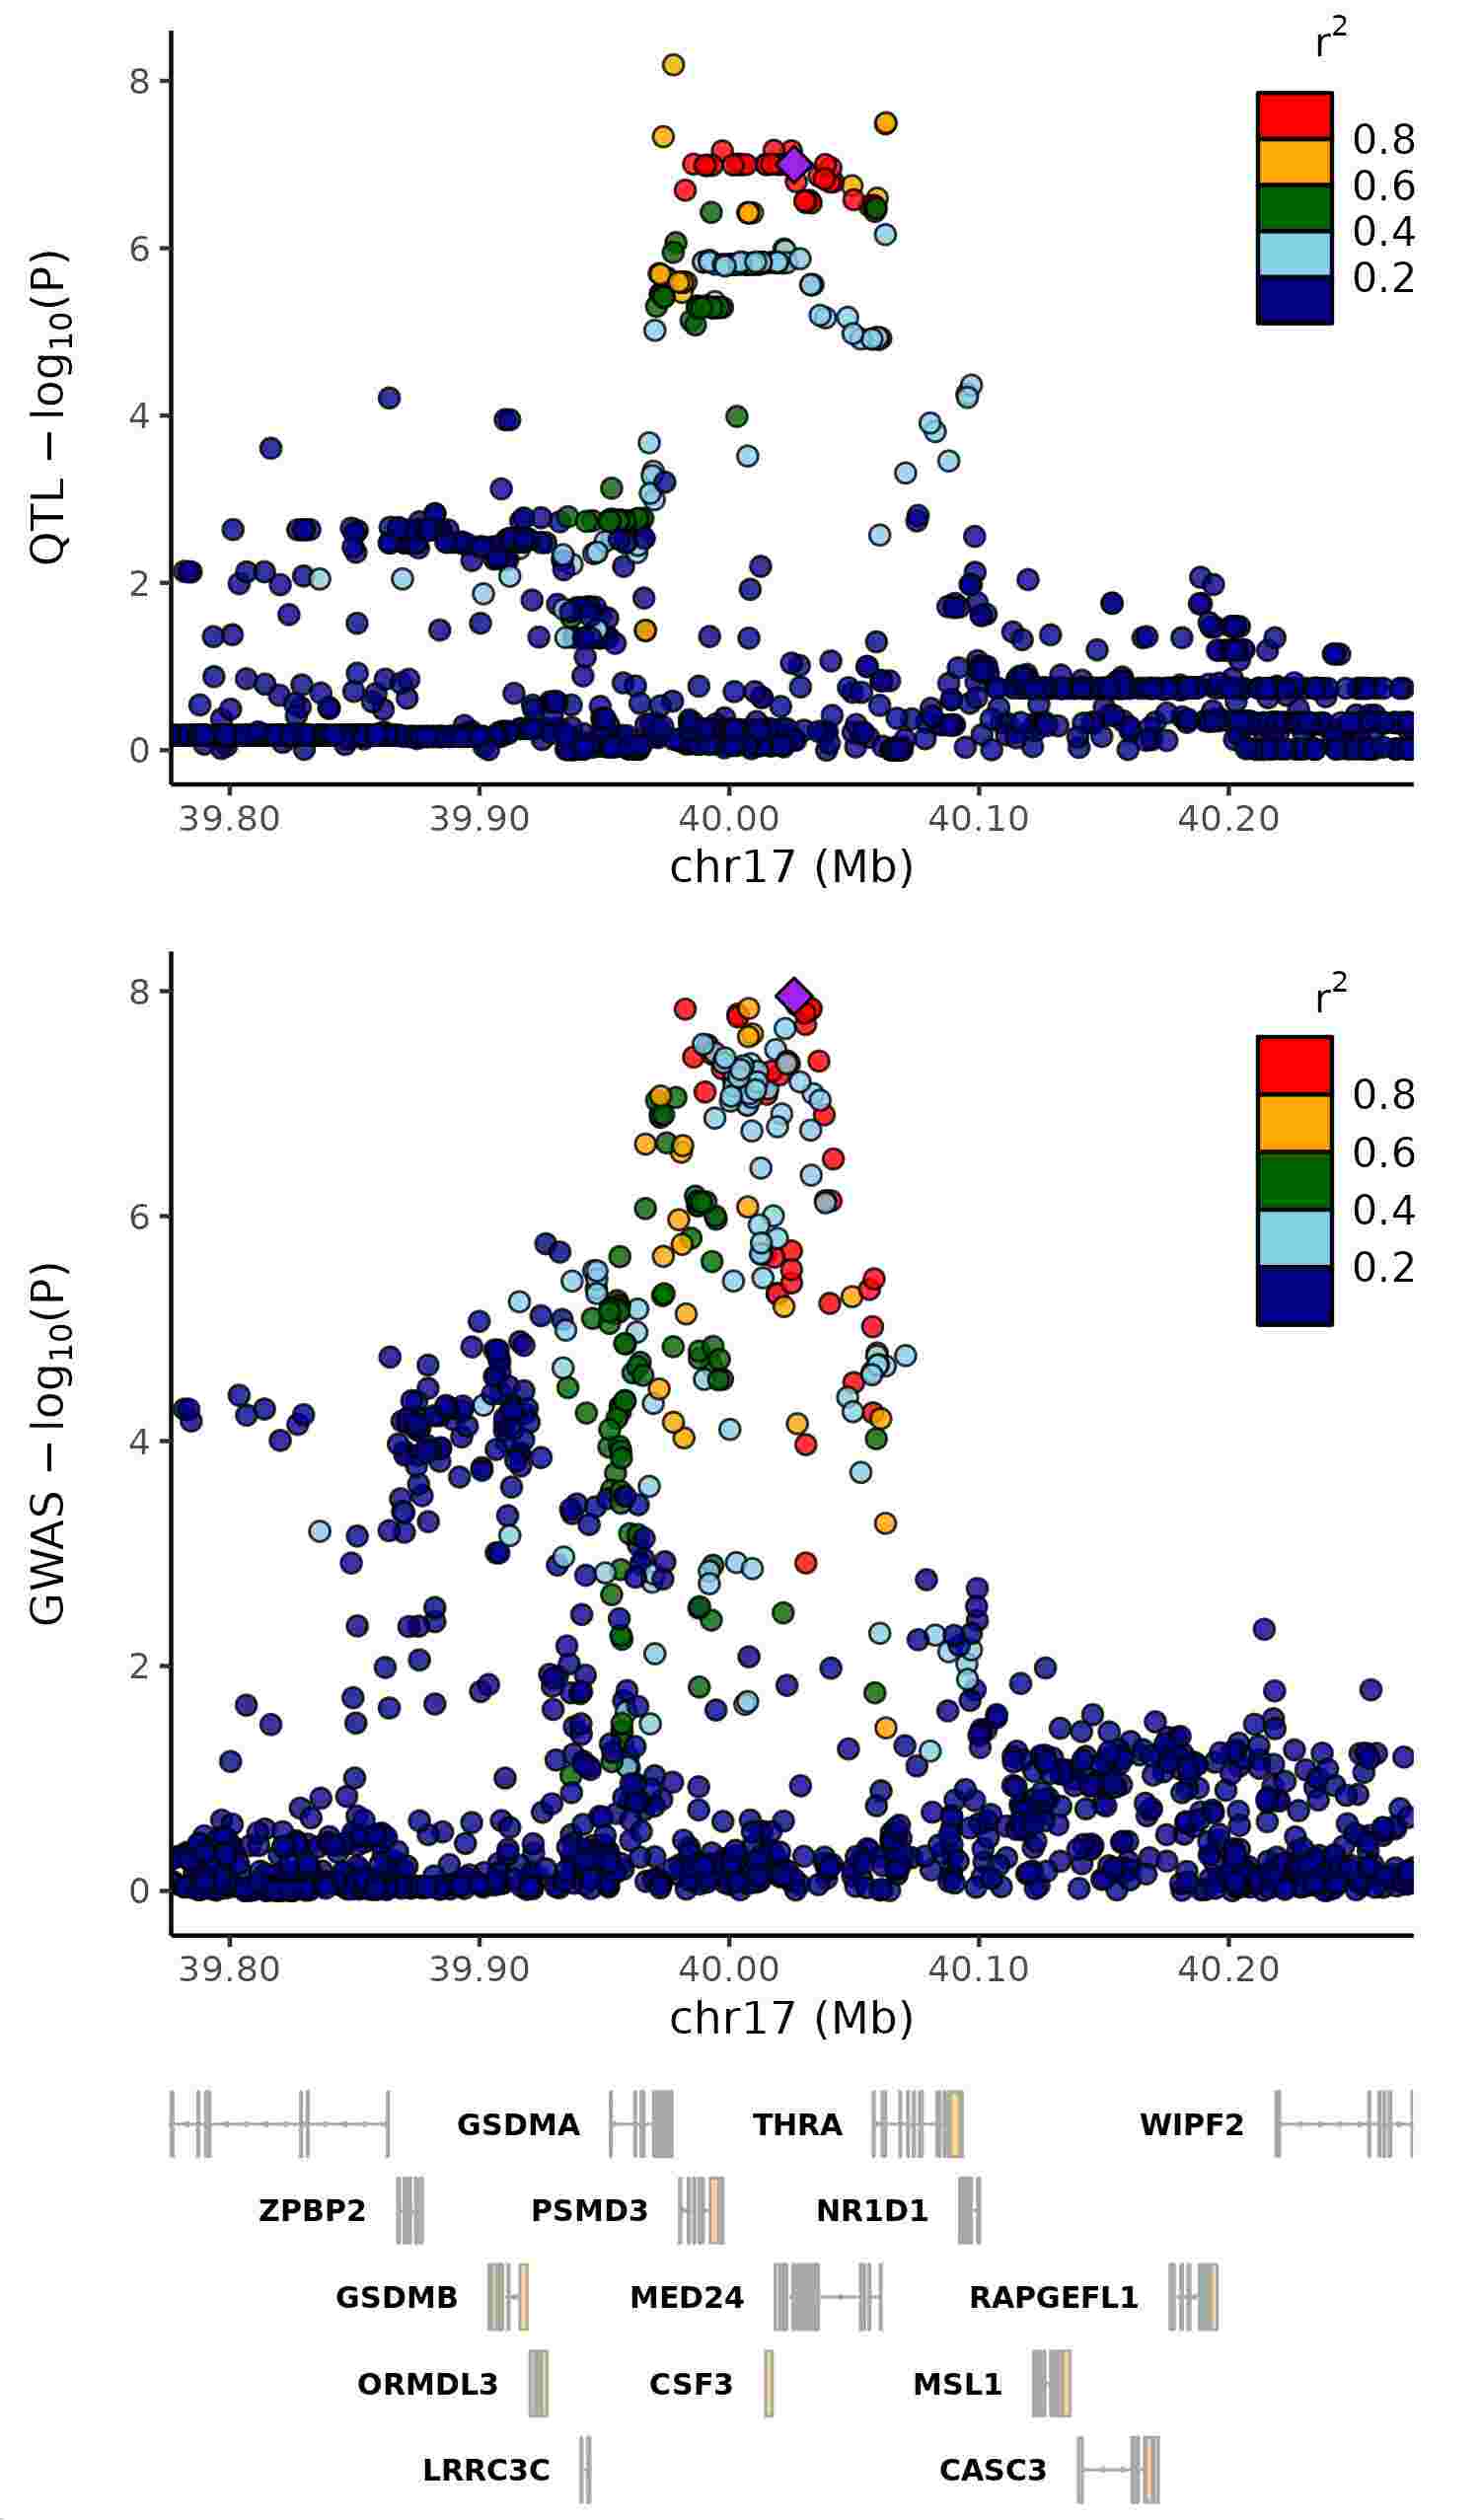 r²
8
6
4
2
0
QTL − log₁₀(P)
0.8
0.6
0.4
0.2
39.80 39.90 40.00 40.10 40.20
chr17 (Mb)
r²
8
6
4
2
0
GWAS − log₁₀(P)
0.8
0.6
0.4
0.2
39.80 39.90 40.00 40.10 40.20
chr17 (Mb)
GSDMA THRA WIPF2
ZPBP2 PSMD3 NR1D1
GSDMB MED24 RAPGEFL1
ORMDL3 CSF3 MSL1
LRRC3C CASC3